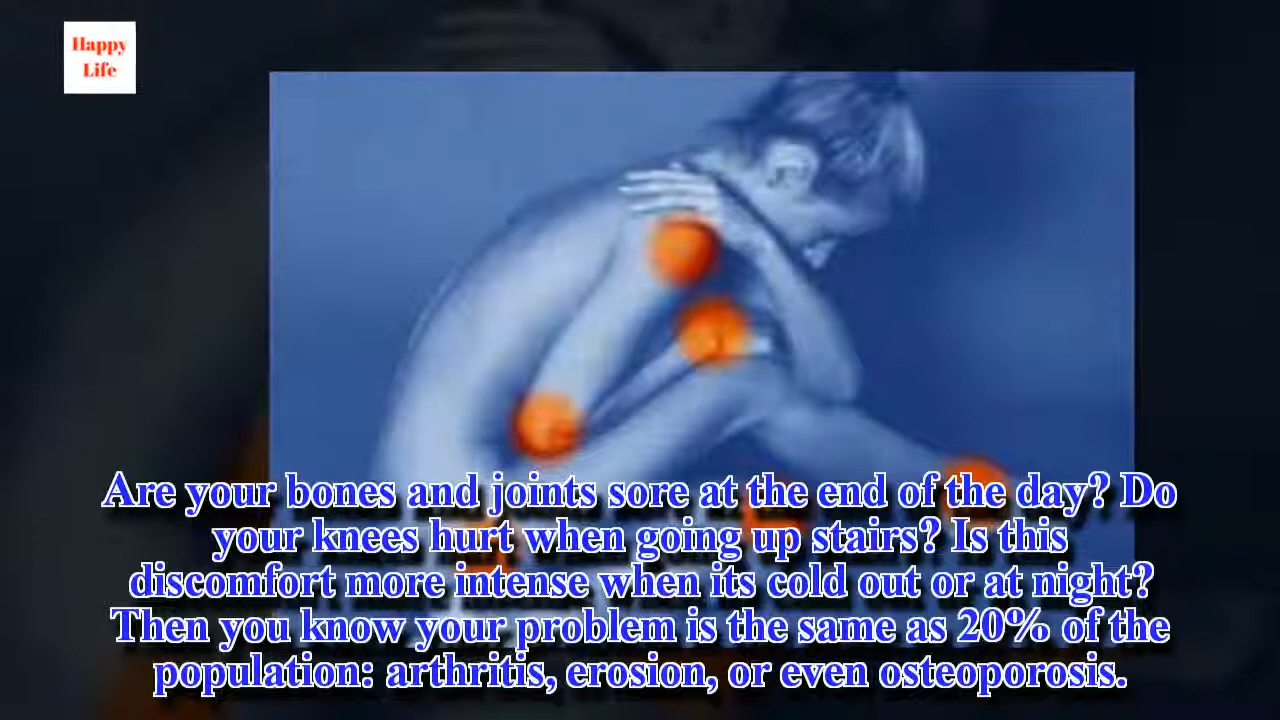 Happy
Life
Are your bones and joints sore at the end of the day? Do
your knees hurt when going up stairs? Is this
discomfort more intense when its cold out or at night?
Then you know your problem is the same as 20% of the
population: arthritis, erosion, or even osteoporosis.